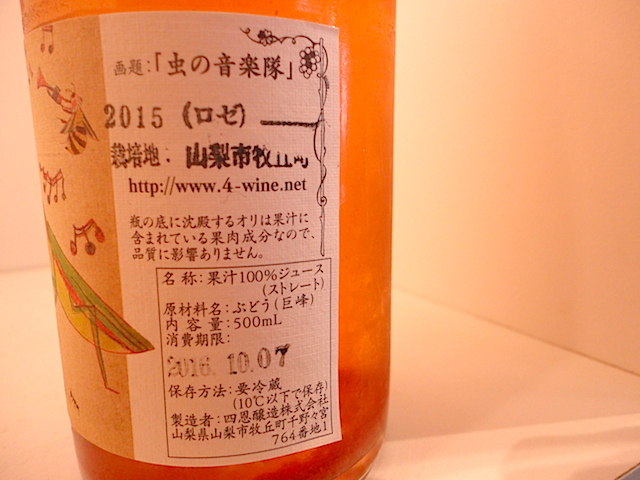 画題：「虫の音楽隊」
2015 （ロゼ）
栽培地： 山梨市牧丘町
http://www.4-wine.net
瓶の底に沈殿するオリは果汁に
含まれている果肉成分なので、
品質に影響ありません。
名 称：果汁100%ジュース
（ストレート）
原材料名：ぶどう（巨峰）
内 容 量：500mL
消費期限：
2016.10.07
保存方法：要冷蔵
（10℃以下で保存）
製造者：四恩醸造株式会社
山梨県山梨市牧丘町千野々宮
764番地1